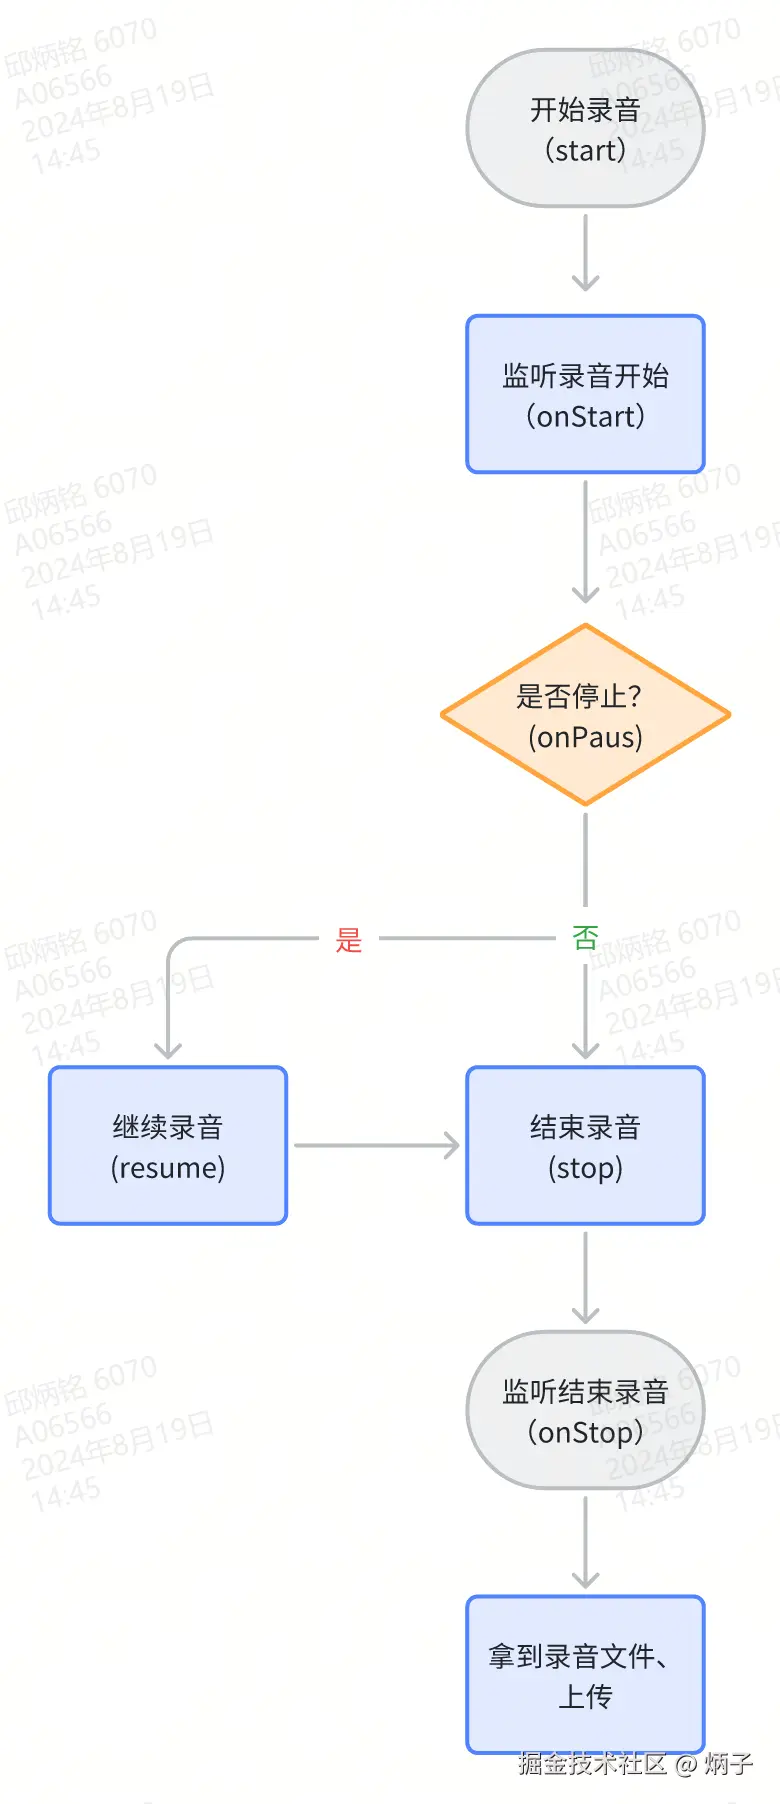 邱炳铭 6070
A06566
2024年8月19日
14:45
邱炳铭 6070
A06566
2024年8月19日
14:45
开始录音
（start）
监听录音开始
（onStart）
邱炳铭 6070
A06566
2024年8月19日
14:45
邱炳铭 6070
A06566
2024年8月19日
14:45
是否停止？
(onPaus)
是
否
邱炳铭 6070
A06566
2024年8月19日
14:45
邱炳铭 6070
A06566
2024年8月19日
14:45
继续录音
(resume)
结束录音
(stop)
监听结束录音
（onStop）
邱炳铭 6070
A06566
2024年8月19日
14:45
A06566
2024年8月19日
14:45
拿到录音文件、
上传
掘金技术社区 @ 炳子